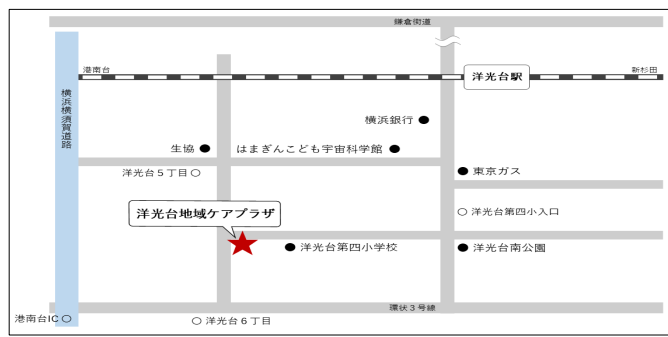 鎌倉街道
港南台
洋光台駅
新杉田
横浜横須賀道路
横浜銀行
生協
はまぎんこども宇宙科学館
洋光台5丁目
東京ガス
洋光台地域ケアプラザ
洋光台第四小入口
洋光台第四小学校
洋光台南公園
環状3号線
港南台IC
洋光台6丁目